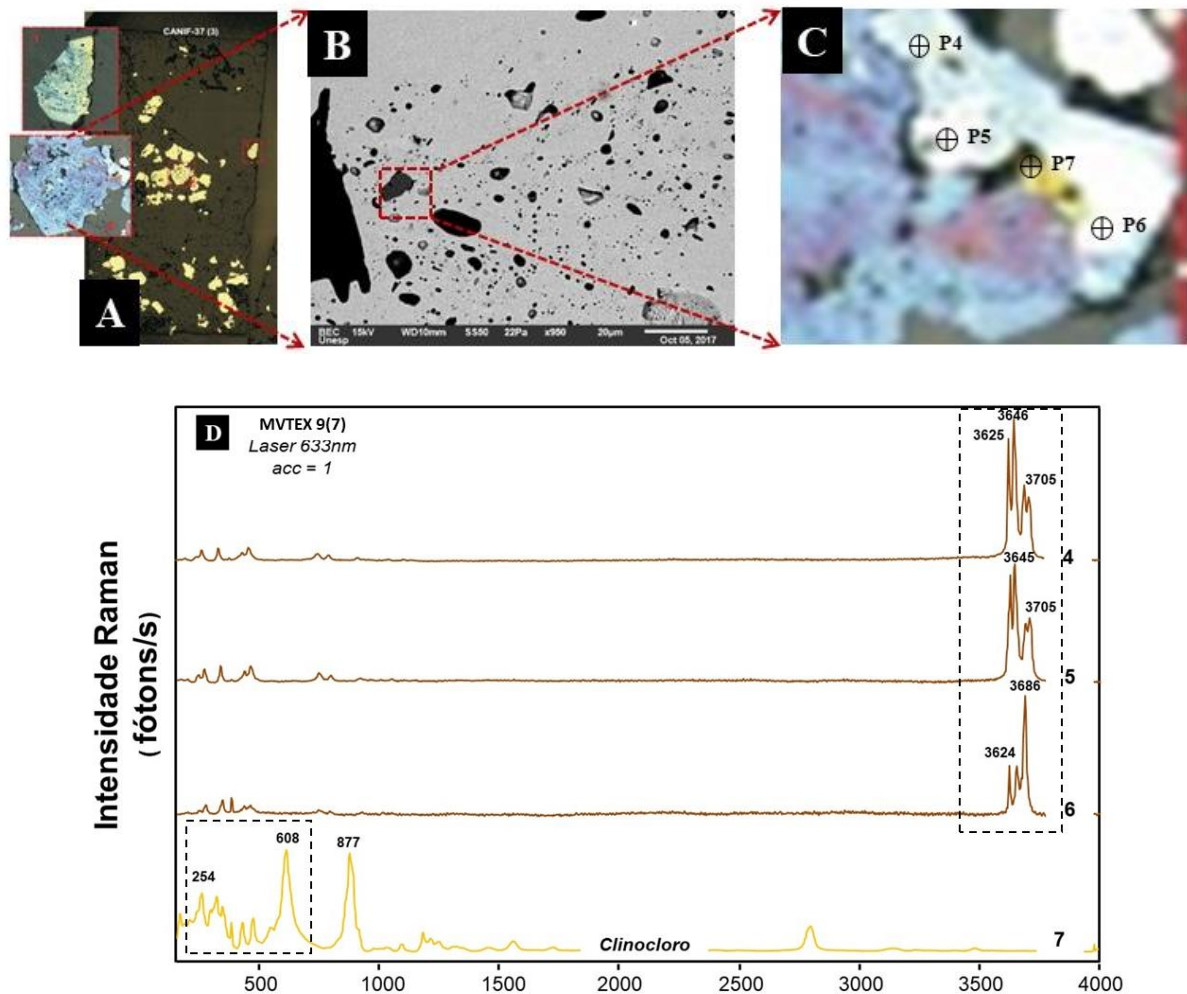 CANIF-37 (3)
A
B
BEC 15kV WD10mm SS50 22Pa x950 20µm
Unesp Oct 05, 2017
C
P4
P5
P7
P6
D
MVTEX 9(7)
Laser 633nm
acc = 1
Intensidade Raman
( fótons/s)
3646
3625
3705
4
3645
3705
5
3686
3624
6
254
608
877
Clinocloro
7
500 1000 1500 2000 2500 3000 3500 4000